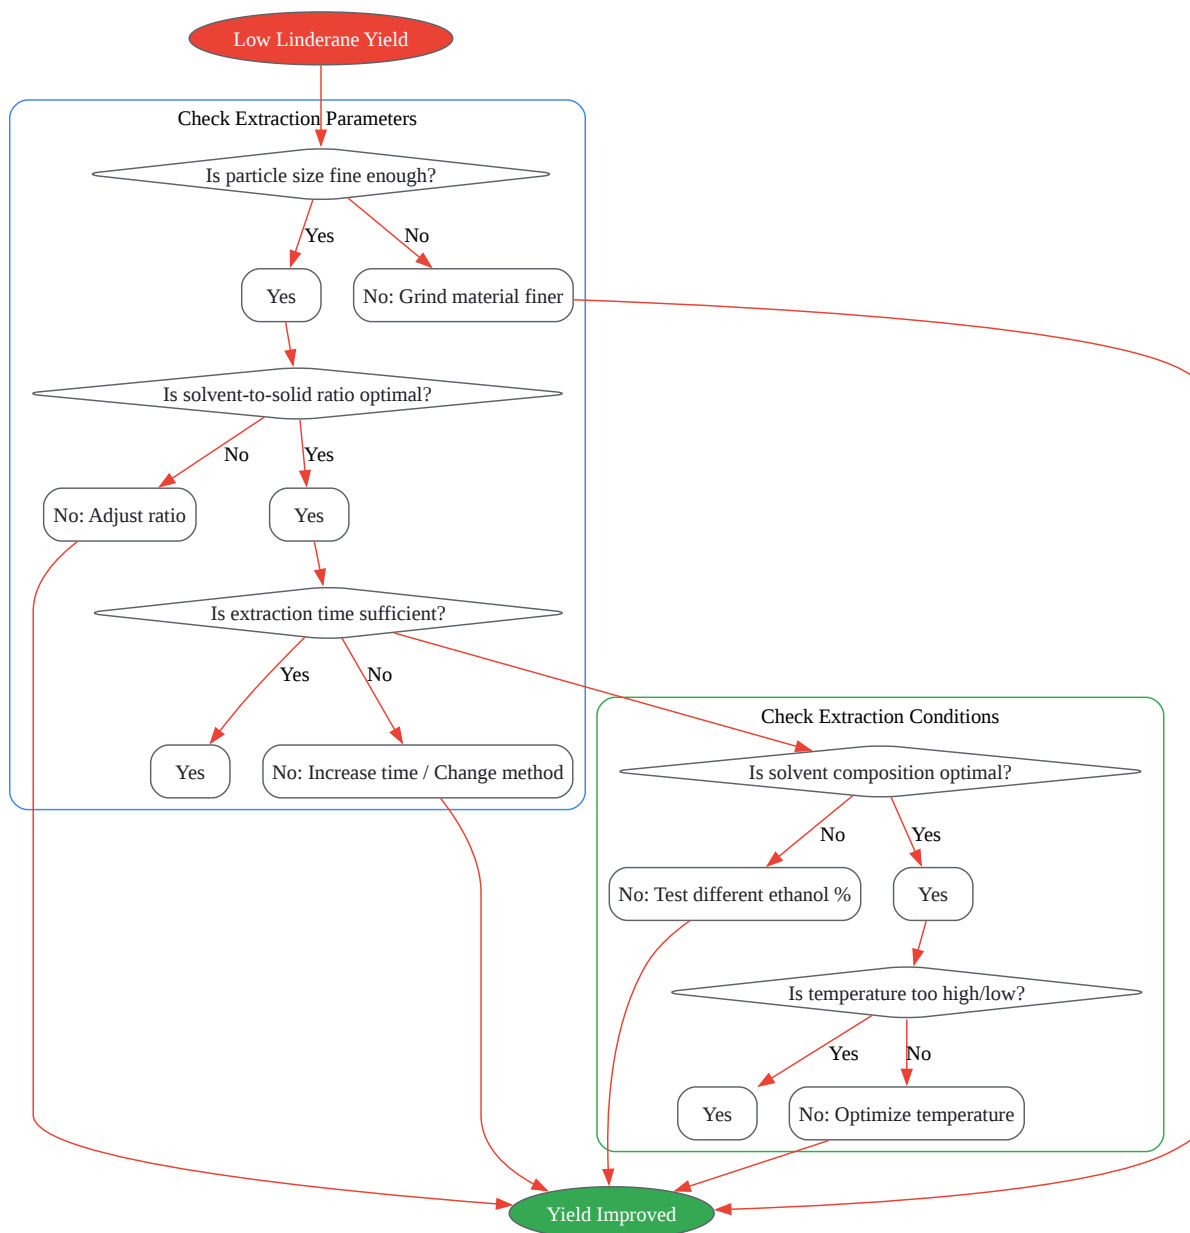 Low Linderane Yield
Check Extraction Parameters
Is particle size fine enough?
Yes
No
Yes
No: Grind material finer
Is solvent-to-solid ratio optimal?
No
Yes
No: Adjust ratio
Yes
Is extraction time sufficient?
Yes
No
Yes
No: Increase time / Change method
Check Extraction Conditions
Is solvent composition optimal?
No
Yes
No: Test different ethanol %
Yes
Is temperature too high/low?
Yes
No
Yes
No: Optimize temperature
Yield Improved